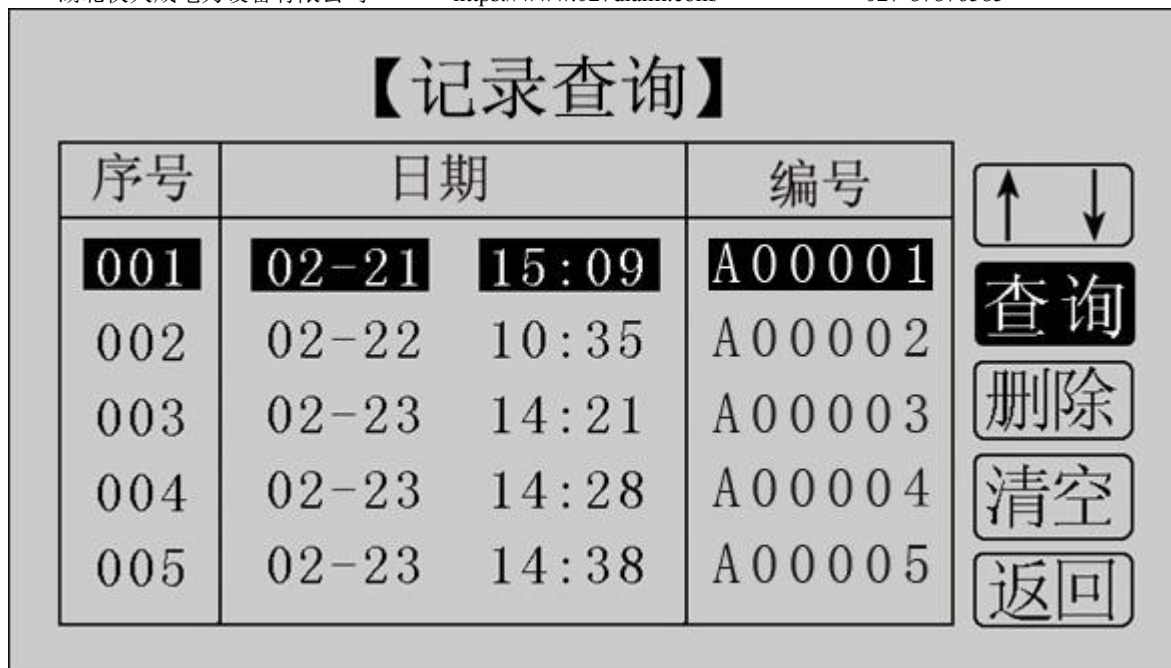 【记录查询】
序号 日期 编号
↑ ↓
001 02-21 15:09 A00001
查询
002 02-22 10:35 A00002
003 02-23 14:21 A00003
删除
004 02-23 14:28 A00004
清空
005 02-23 14:38 A00005
返回